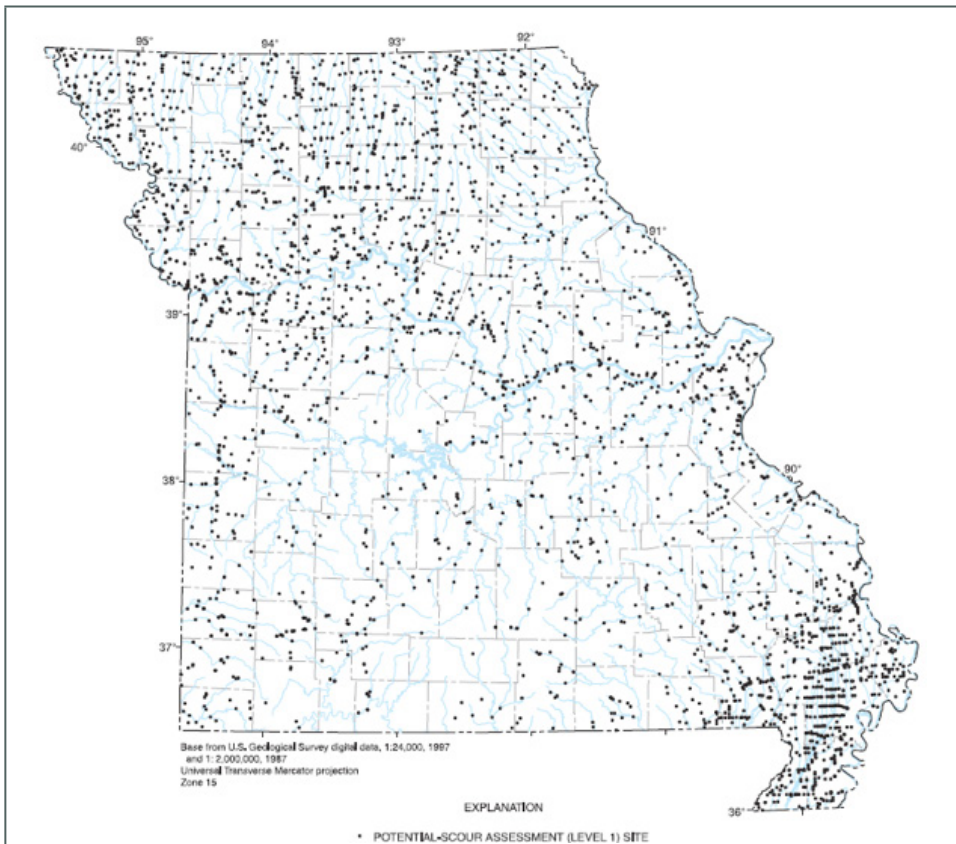 95°
94°
93°
92°
40°
91°
39°
38°
90°
37°
Base from U.S. Geological Survey digital data, 1:24,000, 1997
and 1: 2,000,000, 1987
Universal Transverse Mercator projection
Zone 15
36°
EXPLANATION
POTENTIAL-SCOUR ASSESSMENT (LEVEL 1) SITE